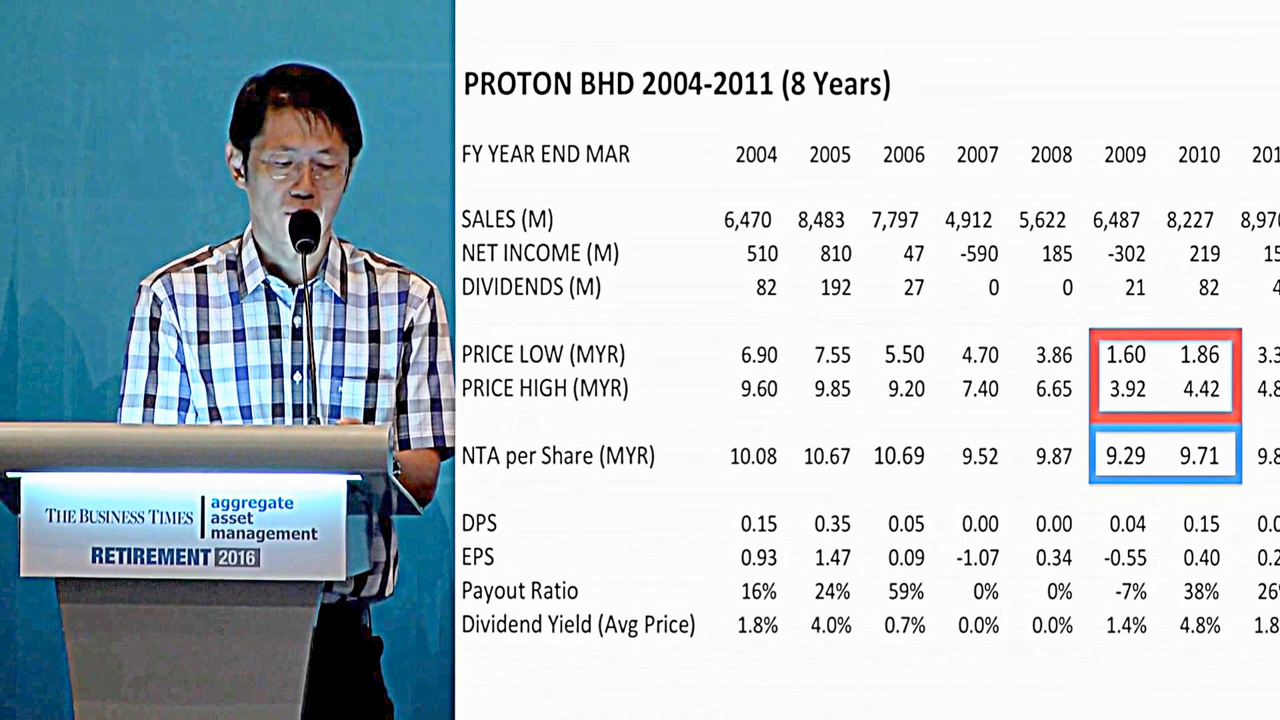 PROTON BHD 2004-2011 (8 Years)
FY YEAR END MAR 2004 2005 2006 2007 2008 2009 2010
SALES (M) 6,470 8,483 7,797 4,912 5,622 6,487 8,227
NET INCOME (M) 510 810 47 -590 185 -302 219
DIVIDENDS (M) 82 192 27 0 0 21 82
PRICE LOW (MYR) 6.90 7.55 5.50 4.70 3.86 1.60 1.86
PRICE HIGH (MYR) 9.60 9.85 9.20 7.40 6.65 3.92 4.42
NTA per Share (MYR) 10.08 10.67 10.69 9.52 9.87 9.29 9.71
DPS 0.15 0.35 0.05 0.00 0.00 0.04 0.15
EPS 0.93 1.47 0.09 -1.07 0.34 -0.55 0.40
Payout Ratio 16% 24% 59% 0% 0% -7% 38%
Dividend Yield (Avg Price) 1.8% 4.0% 0.7% 0.0% 0.0% 1.4% 4.8%
THE BUSINESS TIMES
aggregate
asset
management
RETIREMENT 2016